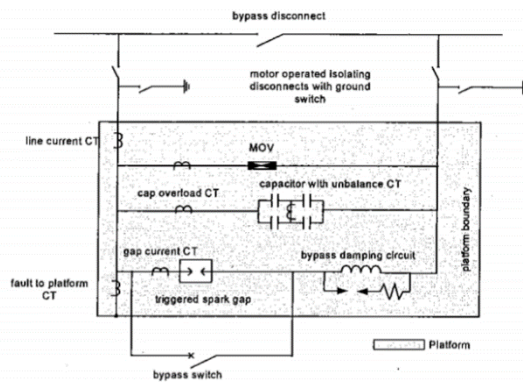 bypass disconnect
motor operated isolating
disconnects with ground
switch
line current CT
MOV
cap overload CT
capacitor with unbalance CT
platform boundary
gap current CT
bypass damping circuit
fault to platform
CT
triggered spark gap
Platform
bypass switch